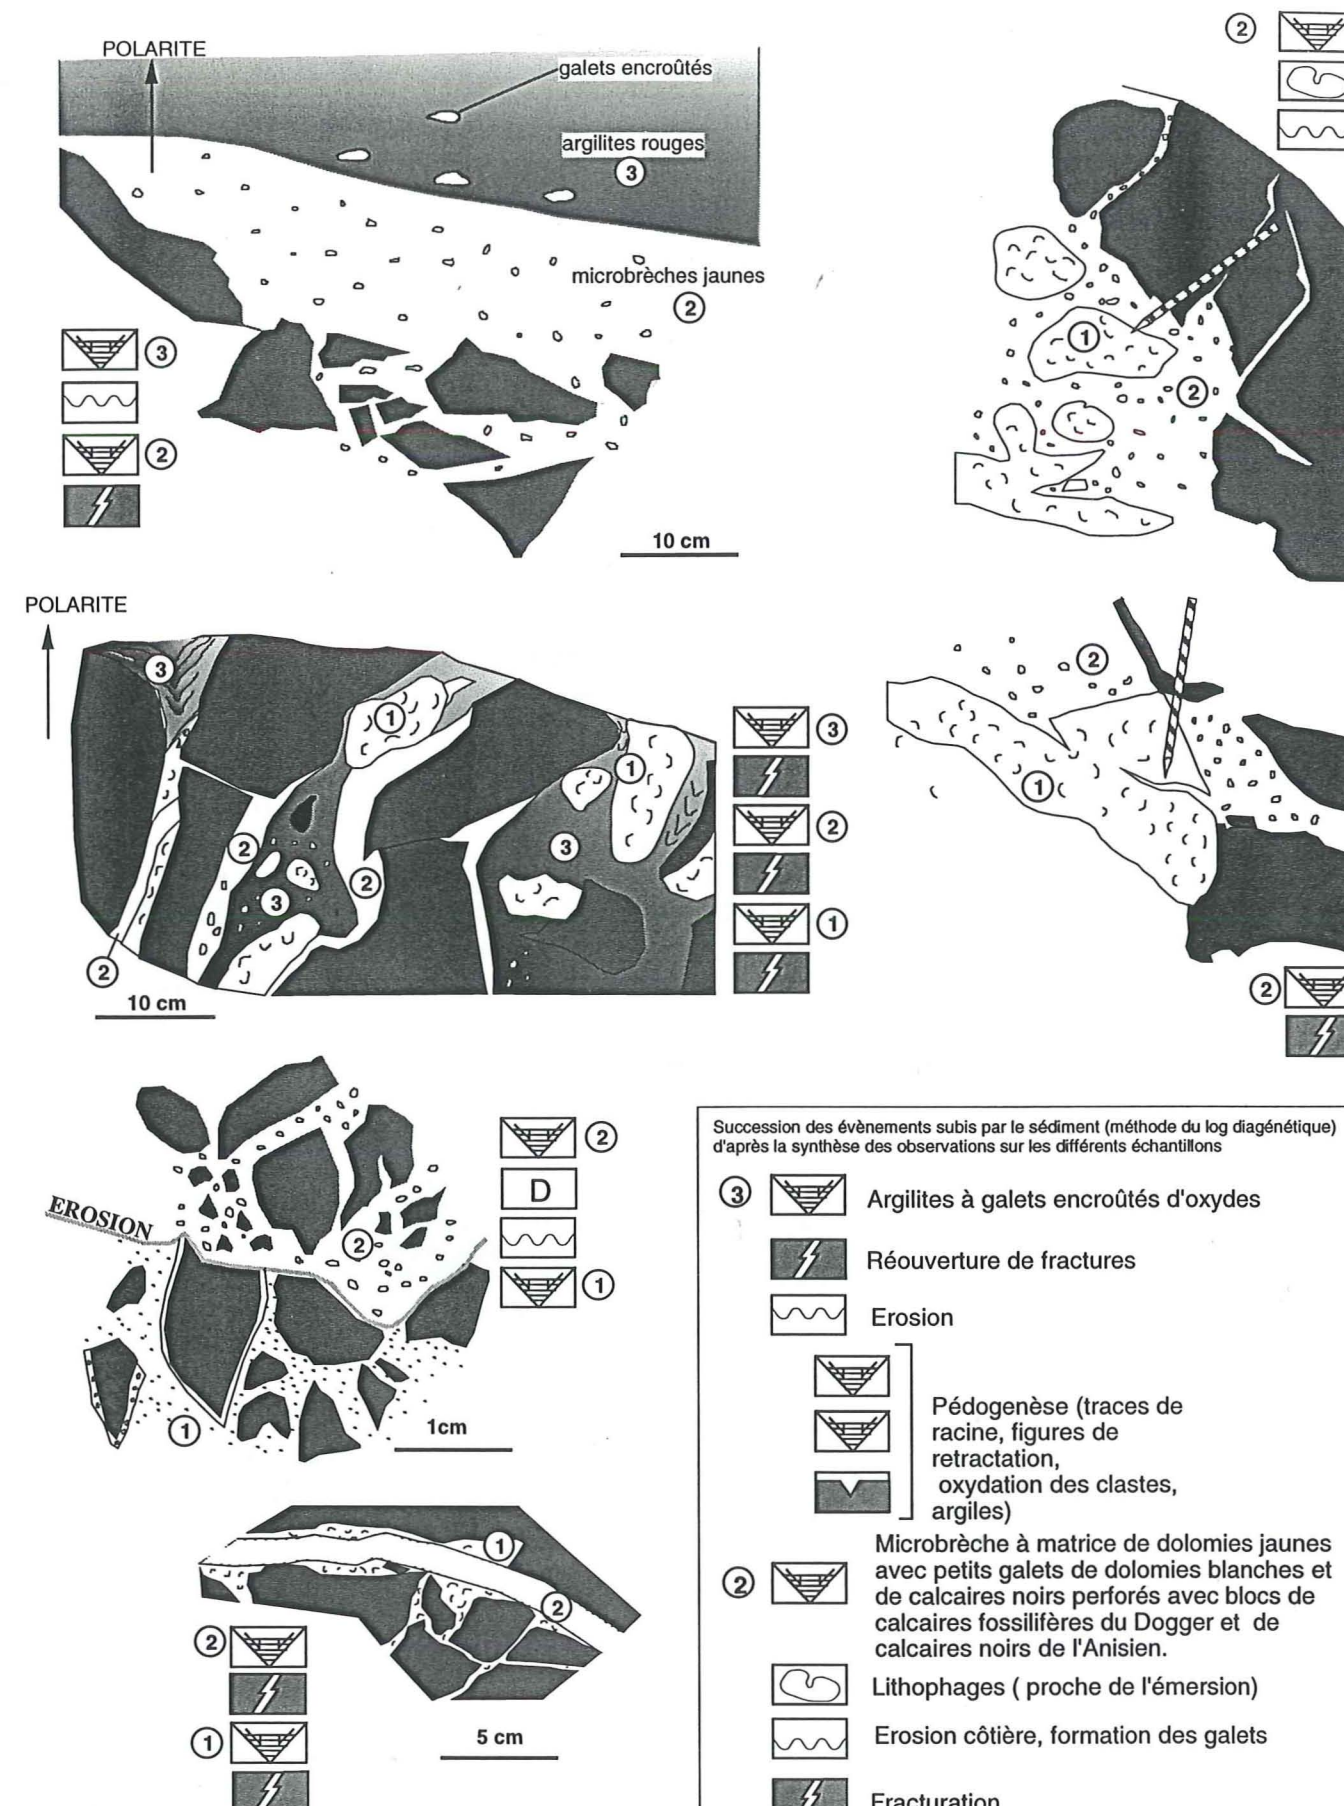 POLARITE
galets encroûtés
argilites rouges
3
microbrèches jaunes
2
3
2
10 cm
2
1
2
POLARITE
3
1
1
2
3
3
2
2
10 cm
3
2
1
2
1
2
EROSION
2
1
1cm
2
D
1
1
2
2
1
5 cm
Succession des évènements subis par le sédiment (méthode du log diagénétique)
d'après la synthèse des observations sur les différents échantillons
3
Argilites à galets encroûtés d'oxydes
Réouverture de fractures
Erosion
Pédogenèse (traces de
racine, figures de
retractation,
oxydation des clastes,
argiles)
2
Microbrèche à matrice de dolomies jaunes
avec petits galets de dolomies blanches et
de calcaires noirs perforés avec blocs de
calcaires fossilifères du Dogger et de
calcaires noirs de l'Anisien.
Lithophages ( proche de l'émersion)
Erosion côtière, formation des galets
Fracturation